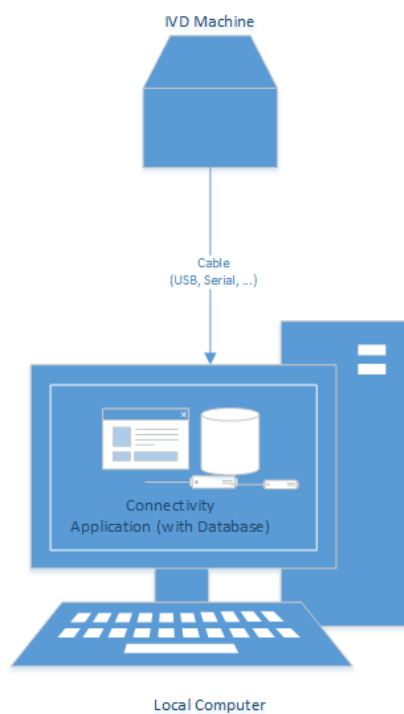 IVD Machine
Cable
(USB, Serial, ...)
Connectivity
Application (with Database)
Local Computer